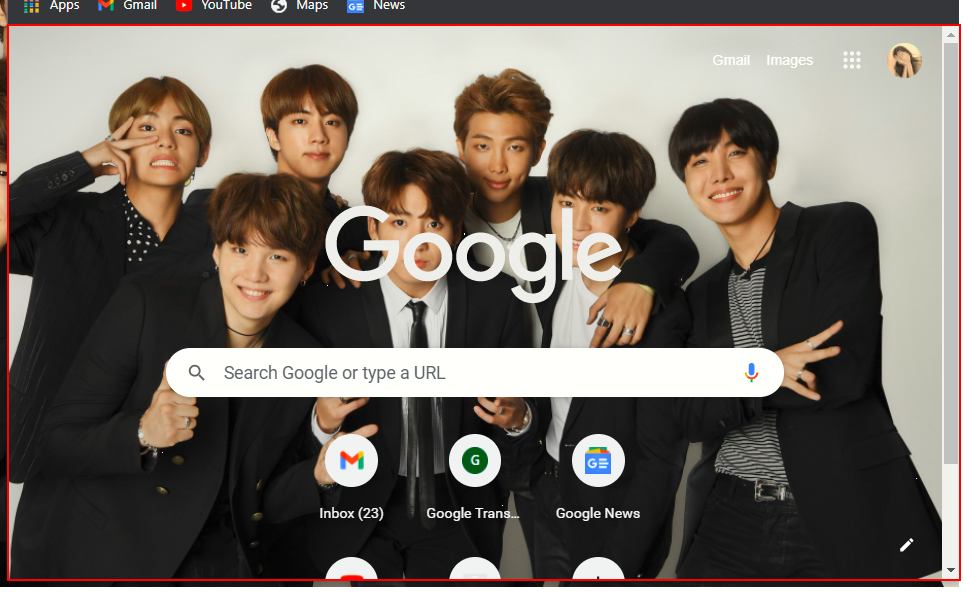 Apps Gmail YouTube Maps News
Gmail Images
Google
Search Google or type a URL
G
G
Inbox (23) Google Trans... Google News